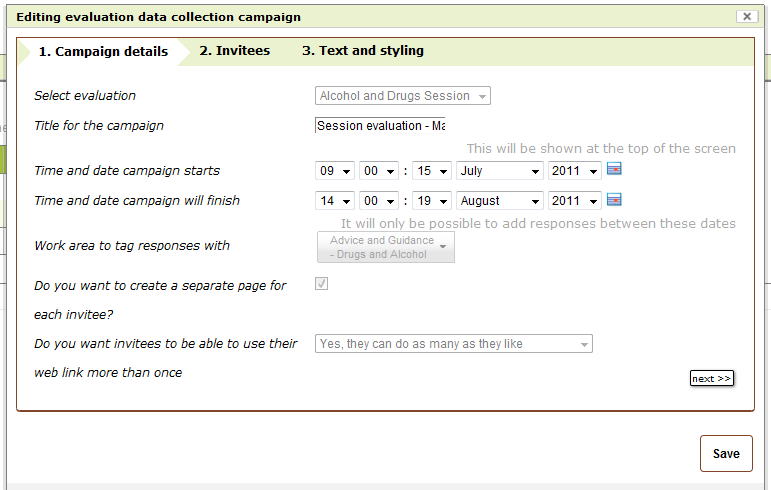 Editing evaluation data collection campaign
1. Campaign details 2. Invitees 3. Text and styling
Select evaluation Alcohol and Drugs Session
Title for the campaign Session evaluation - Ma
This will be shown at the top of the screen
Time and date campaign starts 09 00 : 15 July 2011
Time and date campaign will finish 14 00 : 19 August 2011
It will only be possible to add responses between these dates
Work area to tag responses with Advice and Guidance
- Drugs and Alcohol
Do you want to create a separate page for
each invitee?
Do you want invitees to be able to use their Yes, they can do as many as they like
web link more than once
next >>
Save